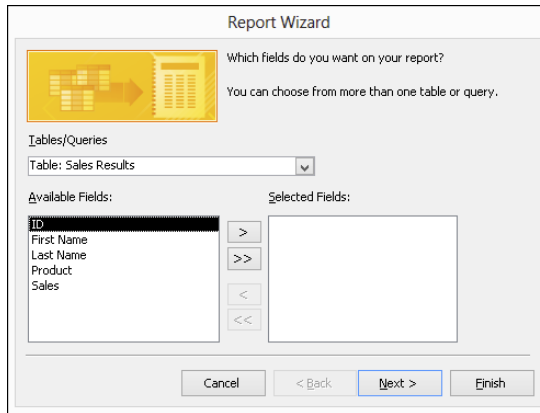 Report Wizard
Which fields do you want on your report?
You can choose from more than one table or query.
Tables/Queries
Table: Sales Results
Available Fields:
Selected Fields:
ID
First Name
Last Name
Product
Sales
>
>>
<
<<
Cancel
< Back
Next >
Finish